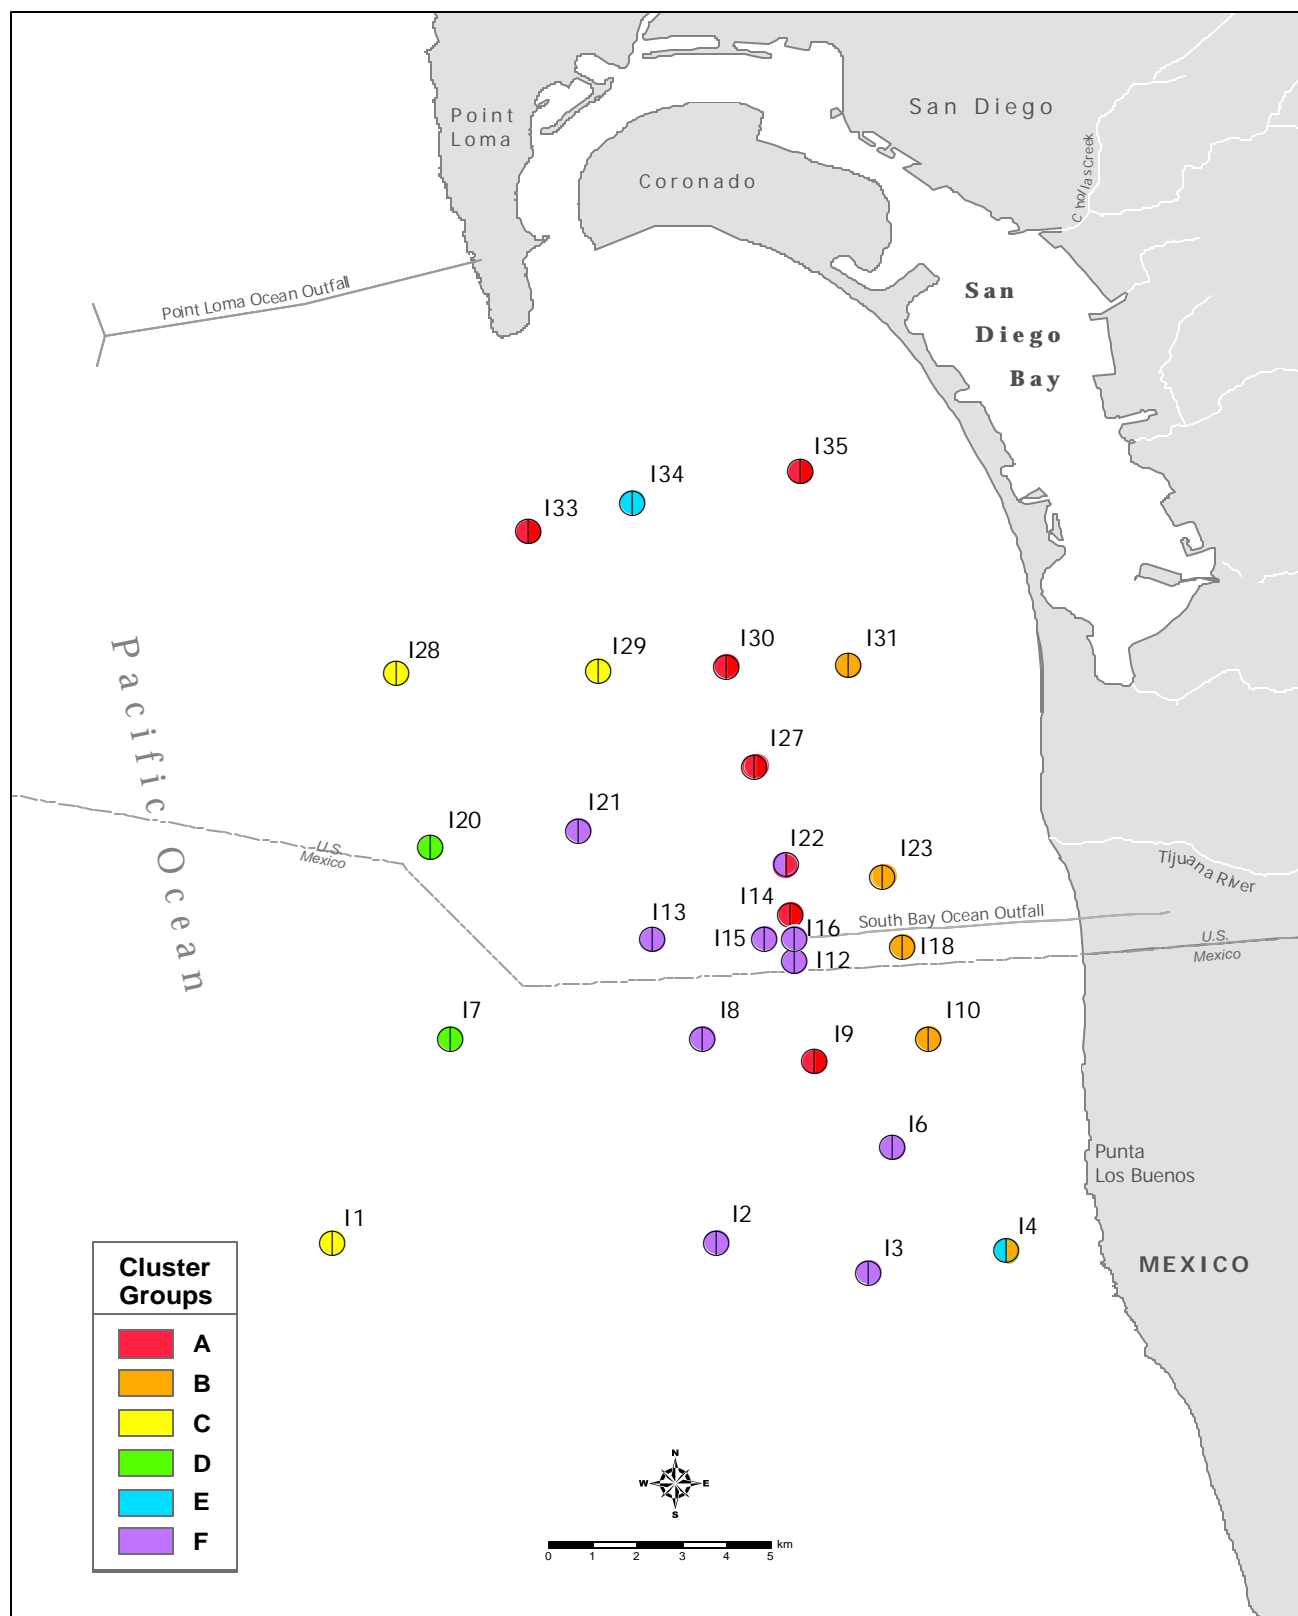 Point
Loma
San Diego
Chollas Creek
Coronado
Point Loma Ocean Outfall
San
Diego
Bay
I35
I34
I33
I28
I29
I30
I31
Pacific Ocean
I27
I20
I21
U.S.
Mexico
I22
I23
Tijuana River
I14
I13
I15
I16
South Bay Ocean Outfall
I18
I12
U.S.
Mexico
I7
I8
I9
I10
I6
Punta
Los Buenos
I1
I2
I3
I4
MEXICO
Cluster
Groups
A
B
C
D
E
F
N
W E
S
km
0 1 2 3 4 5